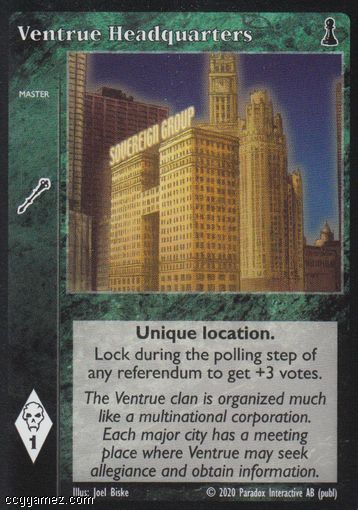 Ventrue Headquarters
MASTER
SOVEREIGN GROUP
Unique location.
Lock during the polling step of
any referendum to get +3 votes.
The Ventrue clan is organized much
like a multinational corporation.
Each major city has a meeting
place where Ventrue may seek
allegiance and obtain information.
1
Illus: Joel Biske © 2020 Paradox Interactive AB (publ)
ccggamez.com